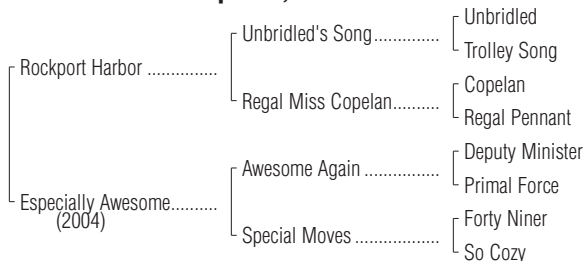 Unbridled
Unbridled's Song..............
Trolley Song
Rockport Harbor ...............
Copelan
Regal Miss Copelan..........
Regal Pennant
Deputy Minister
Awesome Again ................
Primal Force
Especially Awesome..........
(2004)
Forty Niner
Special Moves ..................
So Cozy